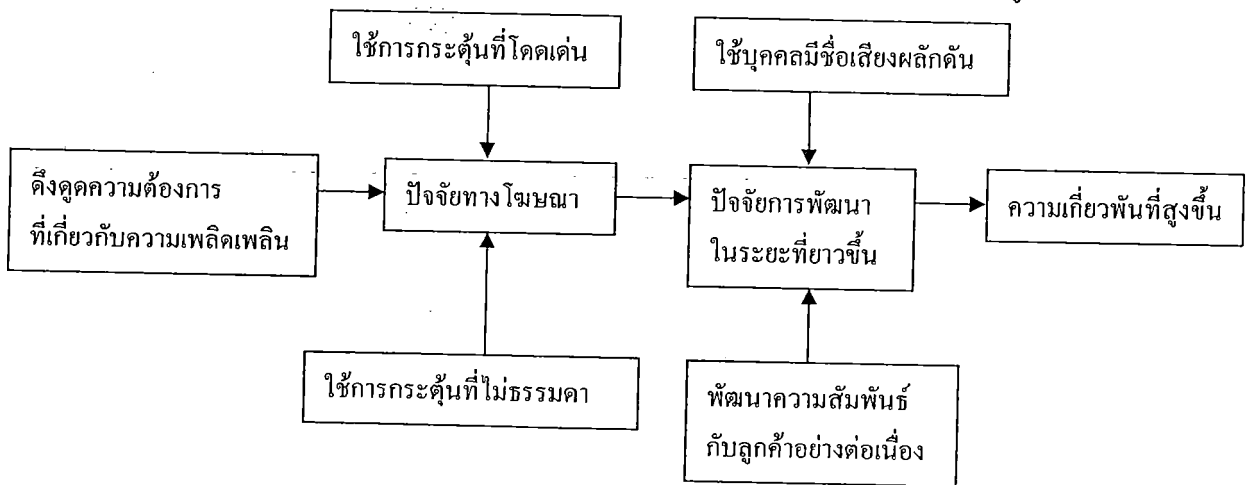 ใช้การกระตุ้นที่โดดเด่น
ใช้บุคคลมีชื่อเสียงผลักดัน
ดึงดูดความต้องการ
ที่เกี่ยวกับความเพลิดเพลิน
ปัจจัยทางโฆษณา
ปัจจัยการพัฒนา
ในระยะที่ยาวขึ้น
ความเกี่ยวพันที่สูงขึ้น
ใช้การกระตุ้นที่ไม่ธรรมดา
พัฒนาความสัมพันธ์
กับลูกค้าอย่างต่อเนื่อง